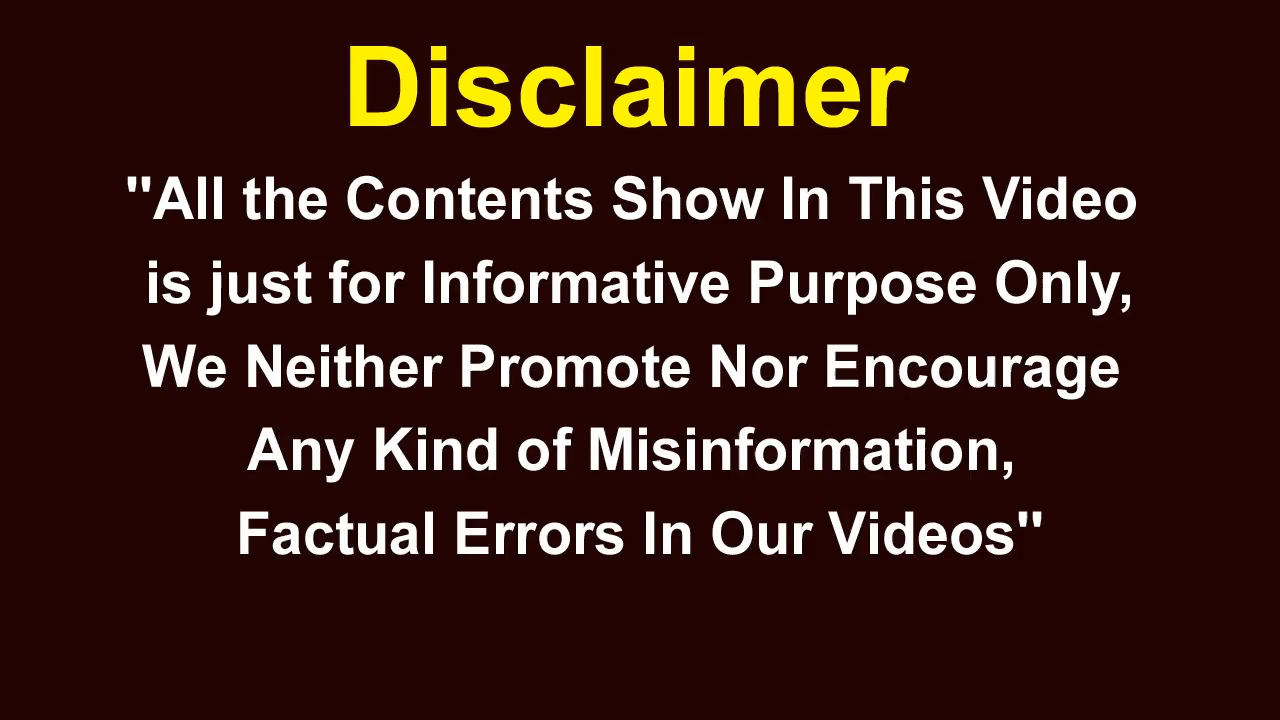 Disclaimer
"All the Contents Show In This Video
is just for Informative Purpose Only,
We Neither Promote Nor Encourage
Any Kind of Misinformation,
Factual Errors In Our Videos"